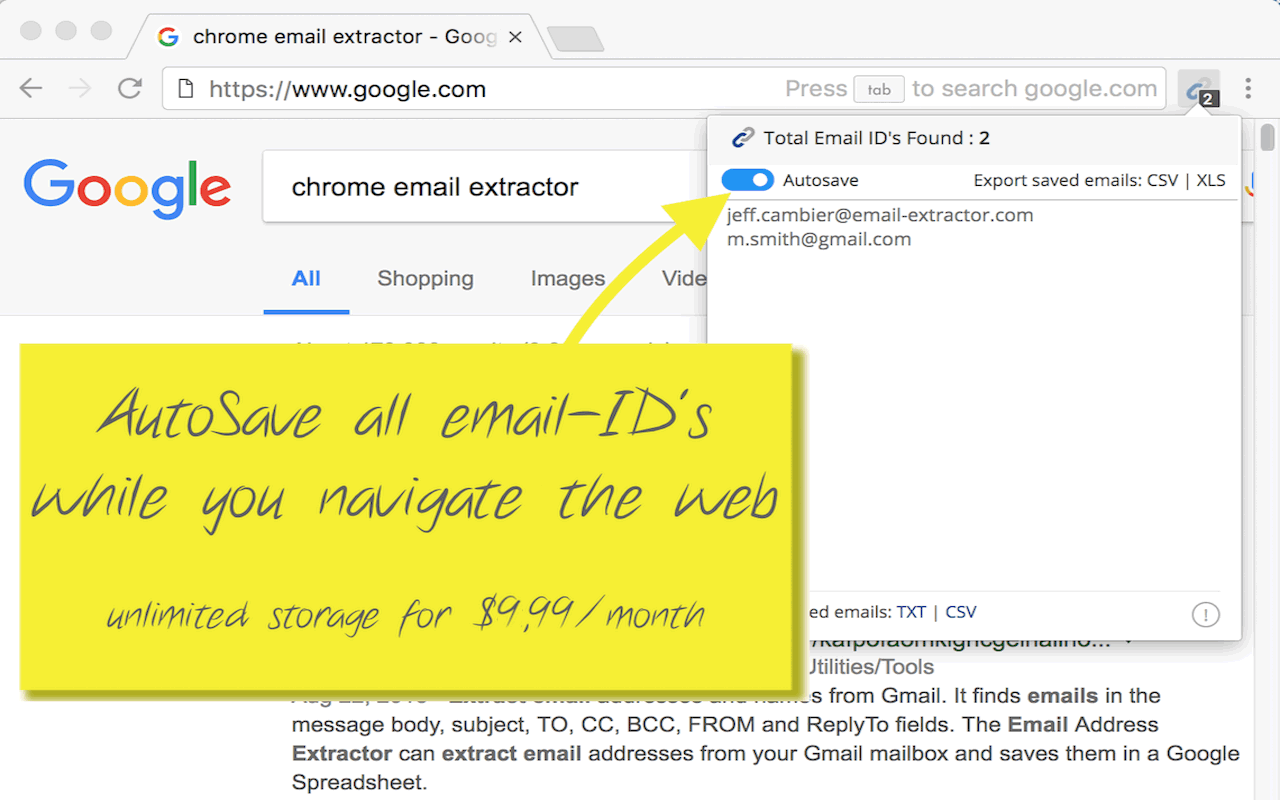 chrome email extractor - Goog
https://www.google.com
Press tab to search google.com
2
Google
chrome email extractor
Total Email ID's Found : 2
Autosave
Export saved emails: CSV | XLS
jeff.cambier@email-extractor.com
m.smith@gmail.com
All Shopping Images Vide
AutoSave all email-ID's
while you navigate the web
unlimited storage for $9,99/month
ed emails: TXT | CSV
Utilities/Tools
Extract email addresses and names from Gmail. It finds emails in the
message body, subject, TO, CC, BCC, FROM and ReplyTo fields. The Email Address
Extractor can extract email addresses from your Gmail mailbox and saves them in a Google
Spreadsheet.